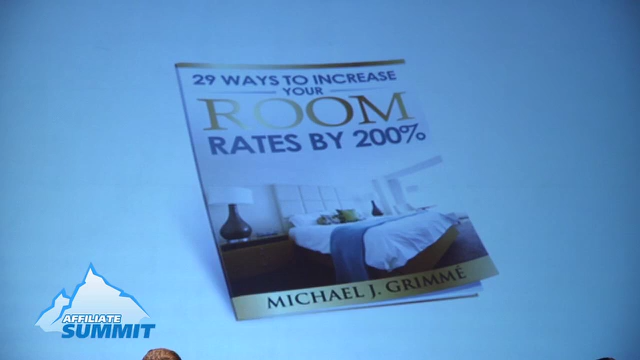 29 WAYS TO INCREASE
YOUR
ROOM
RATES BY 200%
MICHAEL J. GRIMMÉ
AFFILIATE
SUMMIT